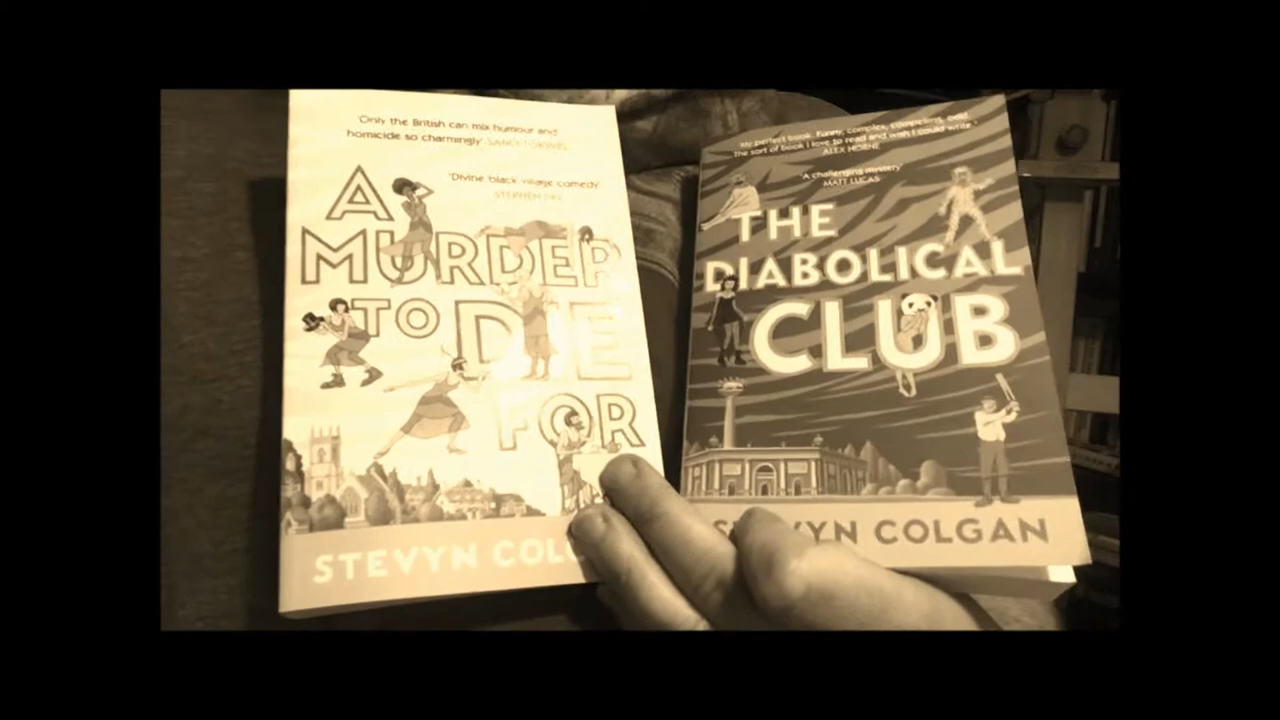 'Only the British can mix humour and
homicide so charmingly'
'Divine black village comedy'
STEPHEN FRY
A
MURDER
TO DIE
FOR
STEVYN COLG
My perfect book. Funny, complex, compelling, odd.
The sort of book I love to read and wish I could write.'
ALEX HORNE
'A challenging mystery'
MATT LUCAS
THE
DIABOLICAL
CLUB
STEVYN COLGAN